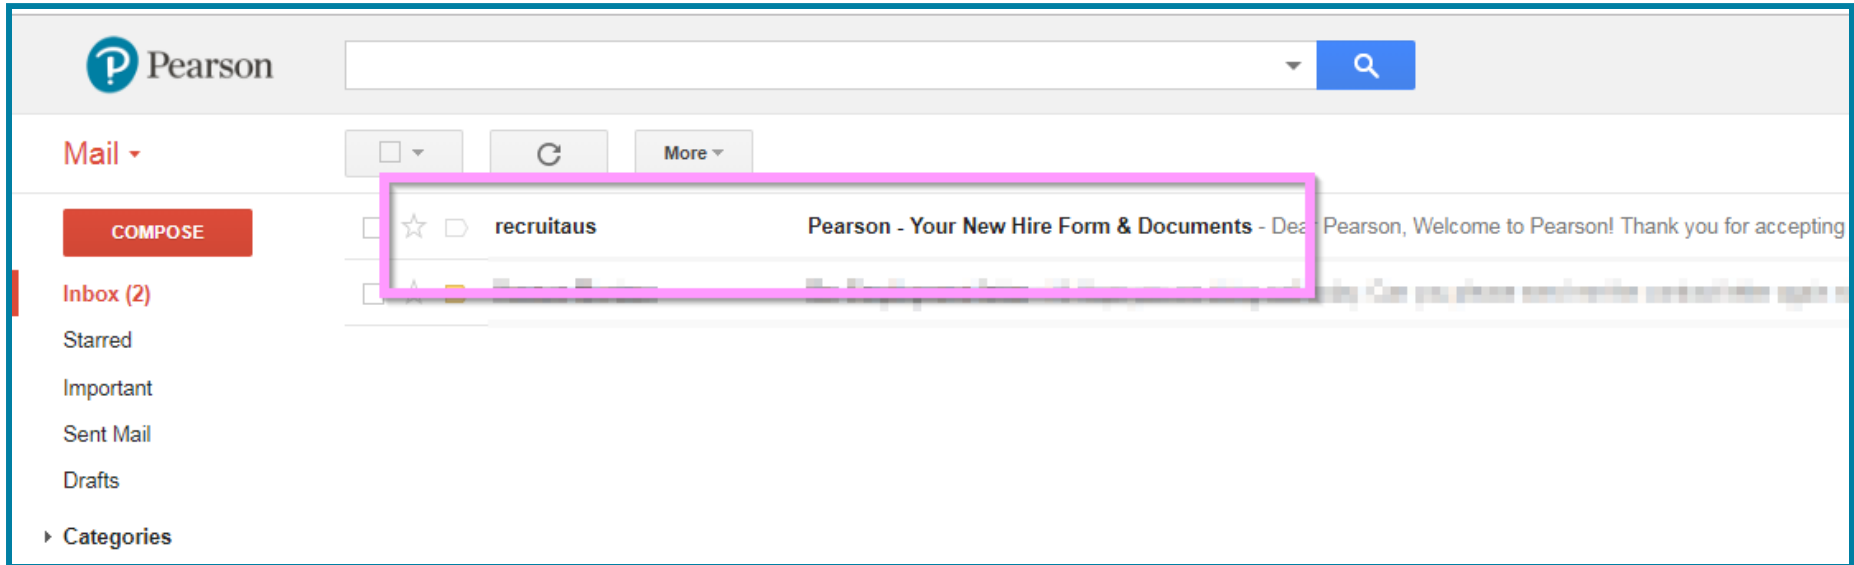 Pearson
Mail
More
COMPOSE
recruitaus Pearson - Your New Hire Form & Documents - Dear Pearson, Welcome to Pearson! Thank you for accepting
Inbox (2)
Starred
Important
Sent Mail
Drafts
Categories